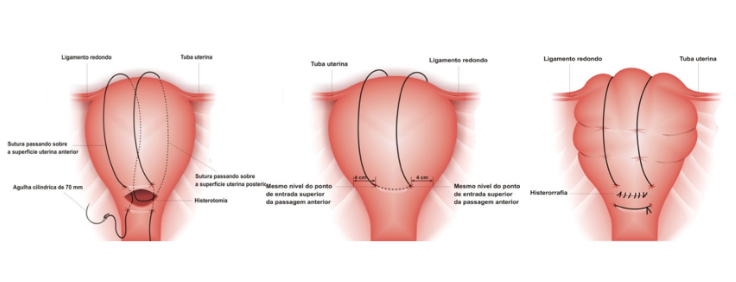 Ligamento redondo
Tuba uterina
Sutura passando sobre
a superfície uterina anterior
Agulha cilíndrica de 70 mm
Sutura passando sobre
a superfície uterina posterior
Histerotomia
Tuba uterina
Ligamento redondo
4 cm
4 cm
Mesmo nível do ponto
de entrada superior
da passagem anterior
Mesmo nível do ponto
de entrada superior
da passagem anterior
Ligamento redondo
Tuba uterina
Histerorrafia